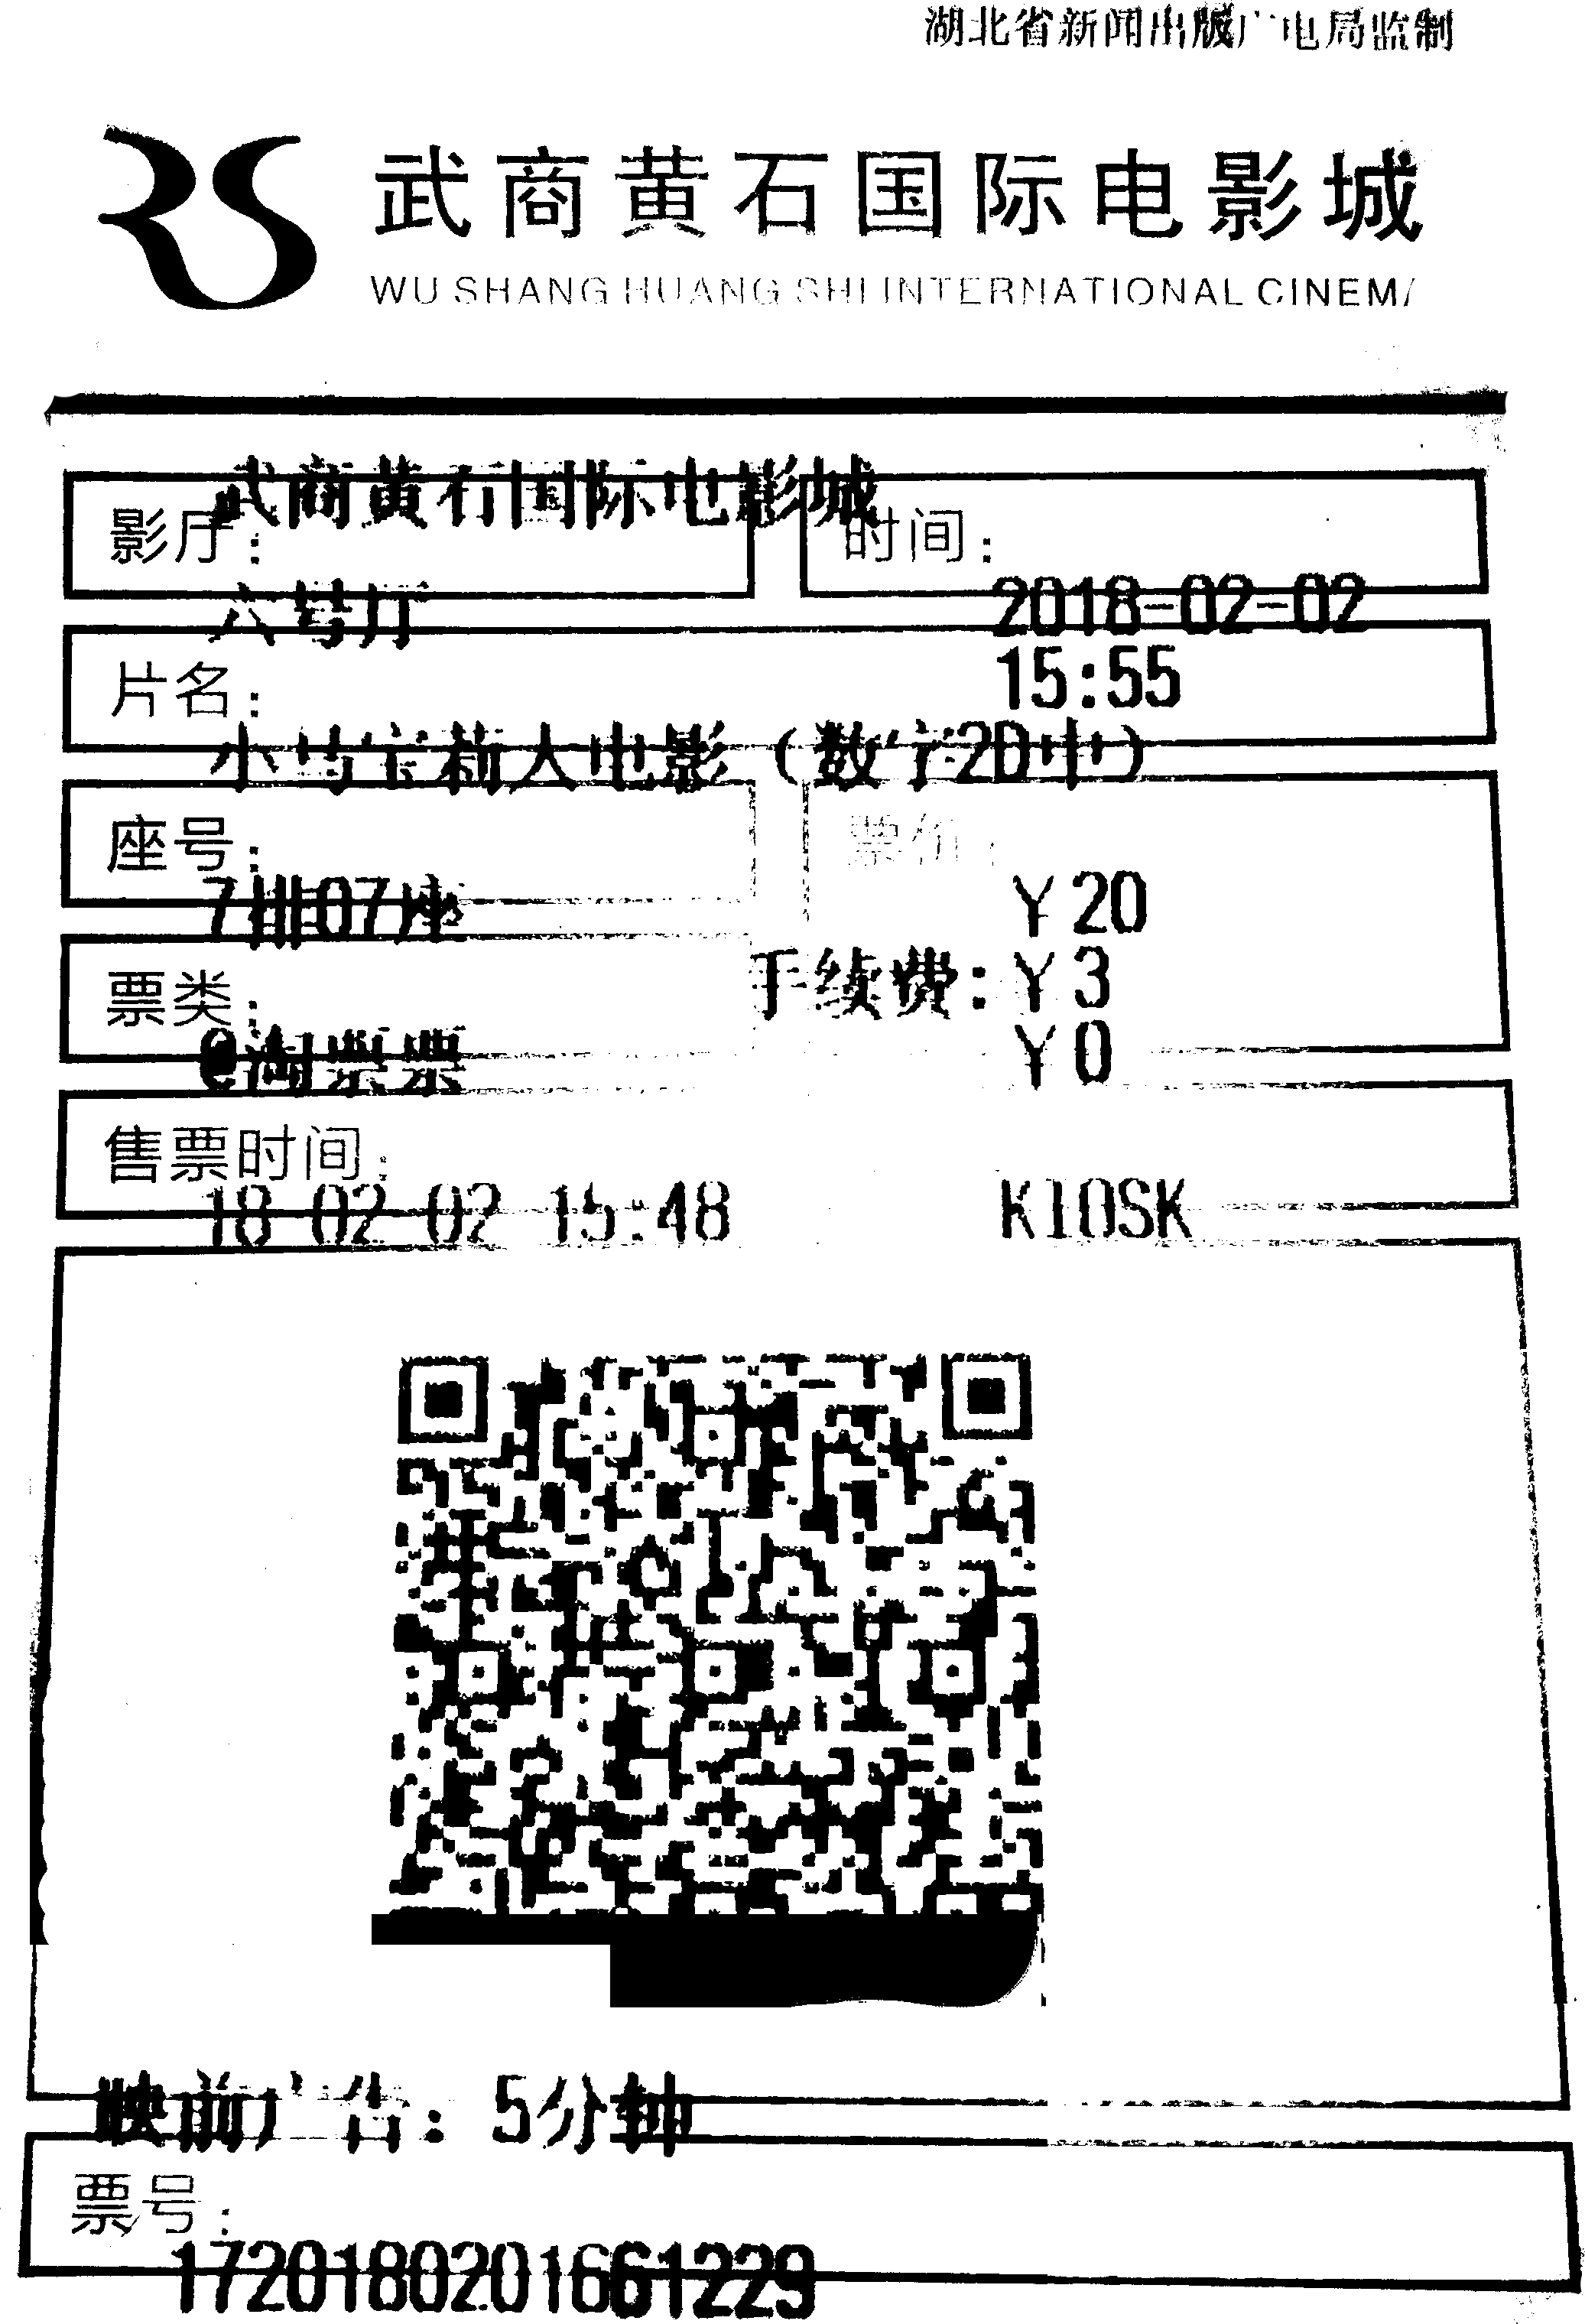 湖北省新闻出版广电局监制
武商黄石国际电影城
WU SHANG HUANG SHI INTERNATIONAL CINEMA
武商黄石国际电影城
影厅: 时间:
六号厅 2018-02-02
片名: 15:55
小马宝莉大电影(数字2D中)
座号: 票价:
7排07座 ¥20
票类: 手续费:¥3
@淘票票 ¥0
售票时间:
18-02-02 15:48 KIOSK
映前广告:5分钟
票号:
1720180201661229